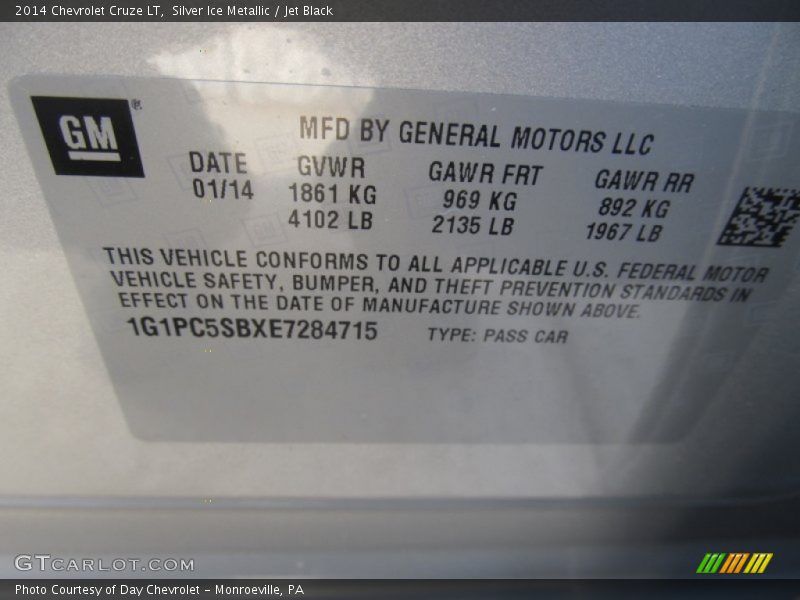 2014 Chevrolet Cruze LT,  Silver Ice Metallic / Jet Black
GM®
MFD BY GENERAL MOTORS LLC
DATE GVWR GAWR FRT GAWR RR
01/14 1861 KG 969 KG 892 KG
4102 LB 2135 LB 1967 LB
THIS VEHICLE CONFORMS TO ALL APPLICABLE U.S. FEDERAL MOTOR
VEHICLE SAFETY, BUMPER, AND THEFT PREVENTION STANDARDS IN
EFFECT ON THE DATE OF MANUFACTURE SHOWN ABOVE.
1G1PC5SBXE7284715 TYPE: PASS CAR
GTCARLOT.COM
Photo Courtesy of Day Chevrolet - Monroeville, PA